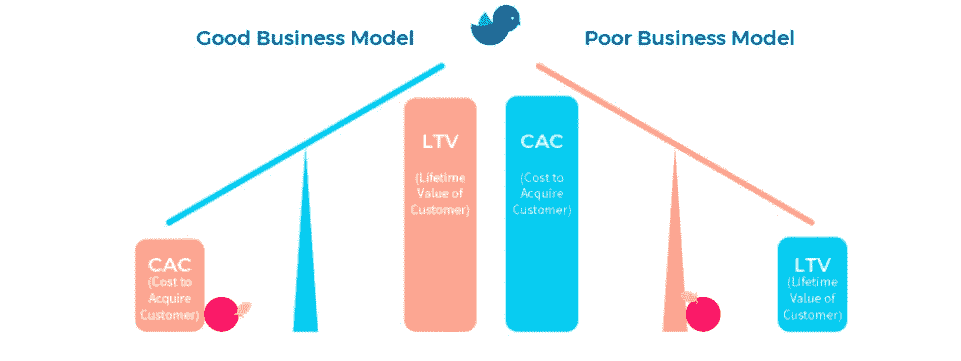 Good Business Model
Poor Business Model
LTV
(Lifetime
Value of
Customer)
CAC
(Cost to
Acquire
Customer)
CAC
(Cost to
Acquire
Customer)
LTV
(Lifetime
Value of
Customer)